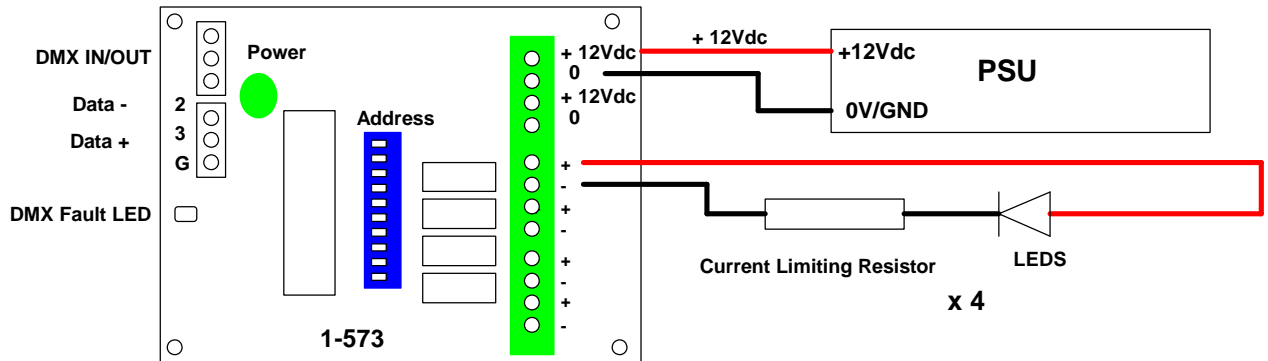 DMX IN/OUT
Data -
Data +
2
3
G
DMX Fault LED
Power
Address
1-573
+ 12Vdc
0
+ 12Vdc
0
+
-
+
-
+
-
+
-
+ 12Vdc
+12Vdc
PSU
0V/GND
Current Limiting Resistor
LEDS
x 4